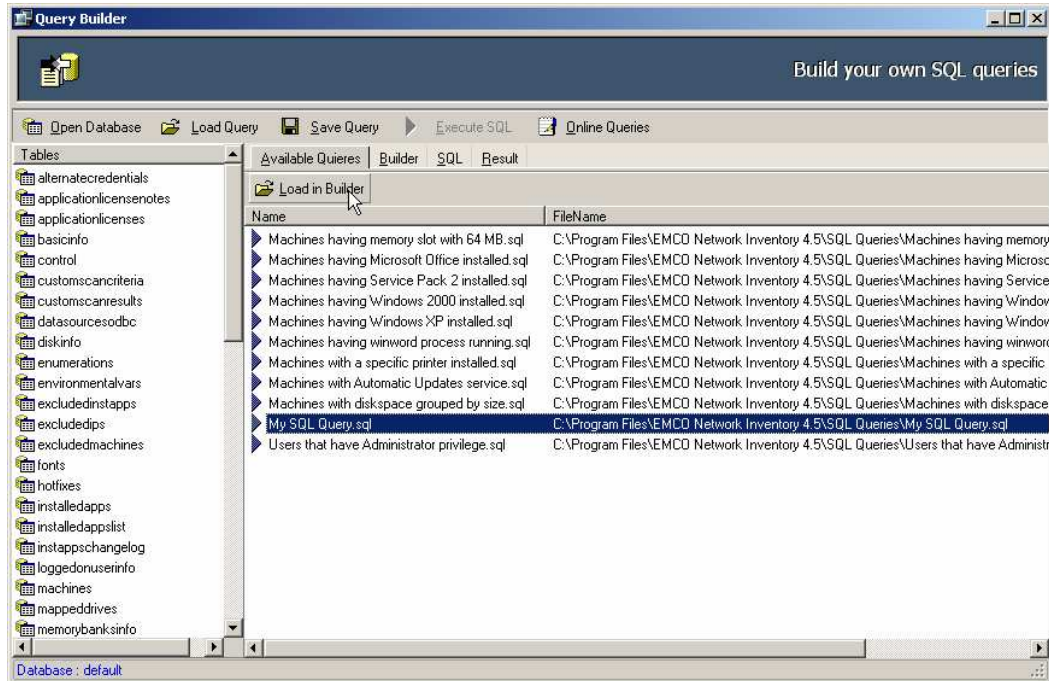 Query Builder
Build your own SQL queries
Open Database Load Query Save Query Execute SQL Online Queries
Tables
alternatecredentials
applicationlicensenotes
applicationlicenses
basicinfo
control
customscancriteria
customscanresults
datasourcesodbc
diskinfo
enumerations
environmentalvars
excludedinstapps
excludedips
excludedmachines
fonts
hotfixes
installedapps
installedappslist
instappschangelog
loggedonuserinfo
machines
mappeddrives
memorybanksinfo
Available Quieres Builder SQL Result
Load in Builder
Name FileName
Machines having memory slot with 64 MB.sql C:\Program Files\EMCO Network Inventory 4.5\SQL Queries\Machines having memory
Machines having Microsoft Office installed.sql C:\Program Files\EMCO Network Inventory 4.5\SQL Queries\Machines having Microsc
Machines having Service Pack 2 installed.sql C:\Program Files\EMCO Network Inventory 4.5\SQL Queries\Machines having Service
Machines having Windows 2000 installed.sql C:\Program Files\EMCO Network Inventory 4.5\SQL Queries\Machines having Window
Machines having Windows XP installed.sql C:\Program Files\EMCO Network Inventory 4.5\SQL Queries\Machines having Window
Machines having winword process running.sql C:\Program Files\EMCO Network Inventory 4.5\SQL Queries\Machines having winword
Machines with a specific printer installed.sql C:\Program Files\EMCO Network Inventory 4.5\SQL Queries\Machines with a specific
Machines with Automatic Updates service.sql C:\Program Files\EMCO Network Inventory 4.5\SQL Queries\Machines with Automatic
Machines with diskspace grouped by size.sql C:\Program Files\EMCO Network Inventory 4.5\SQL Queries\Machines with diskspace
My SQL Query.sql C:\Program Files\EMCO Network Inventory 4.5\SQL Queries\My SQL Query.sql
Users that have Administrator privilege.sql C:\Program Files\EMCO Network Inventory 4.5\SQL Queries\Users that have Administr
Database : default